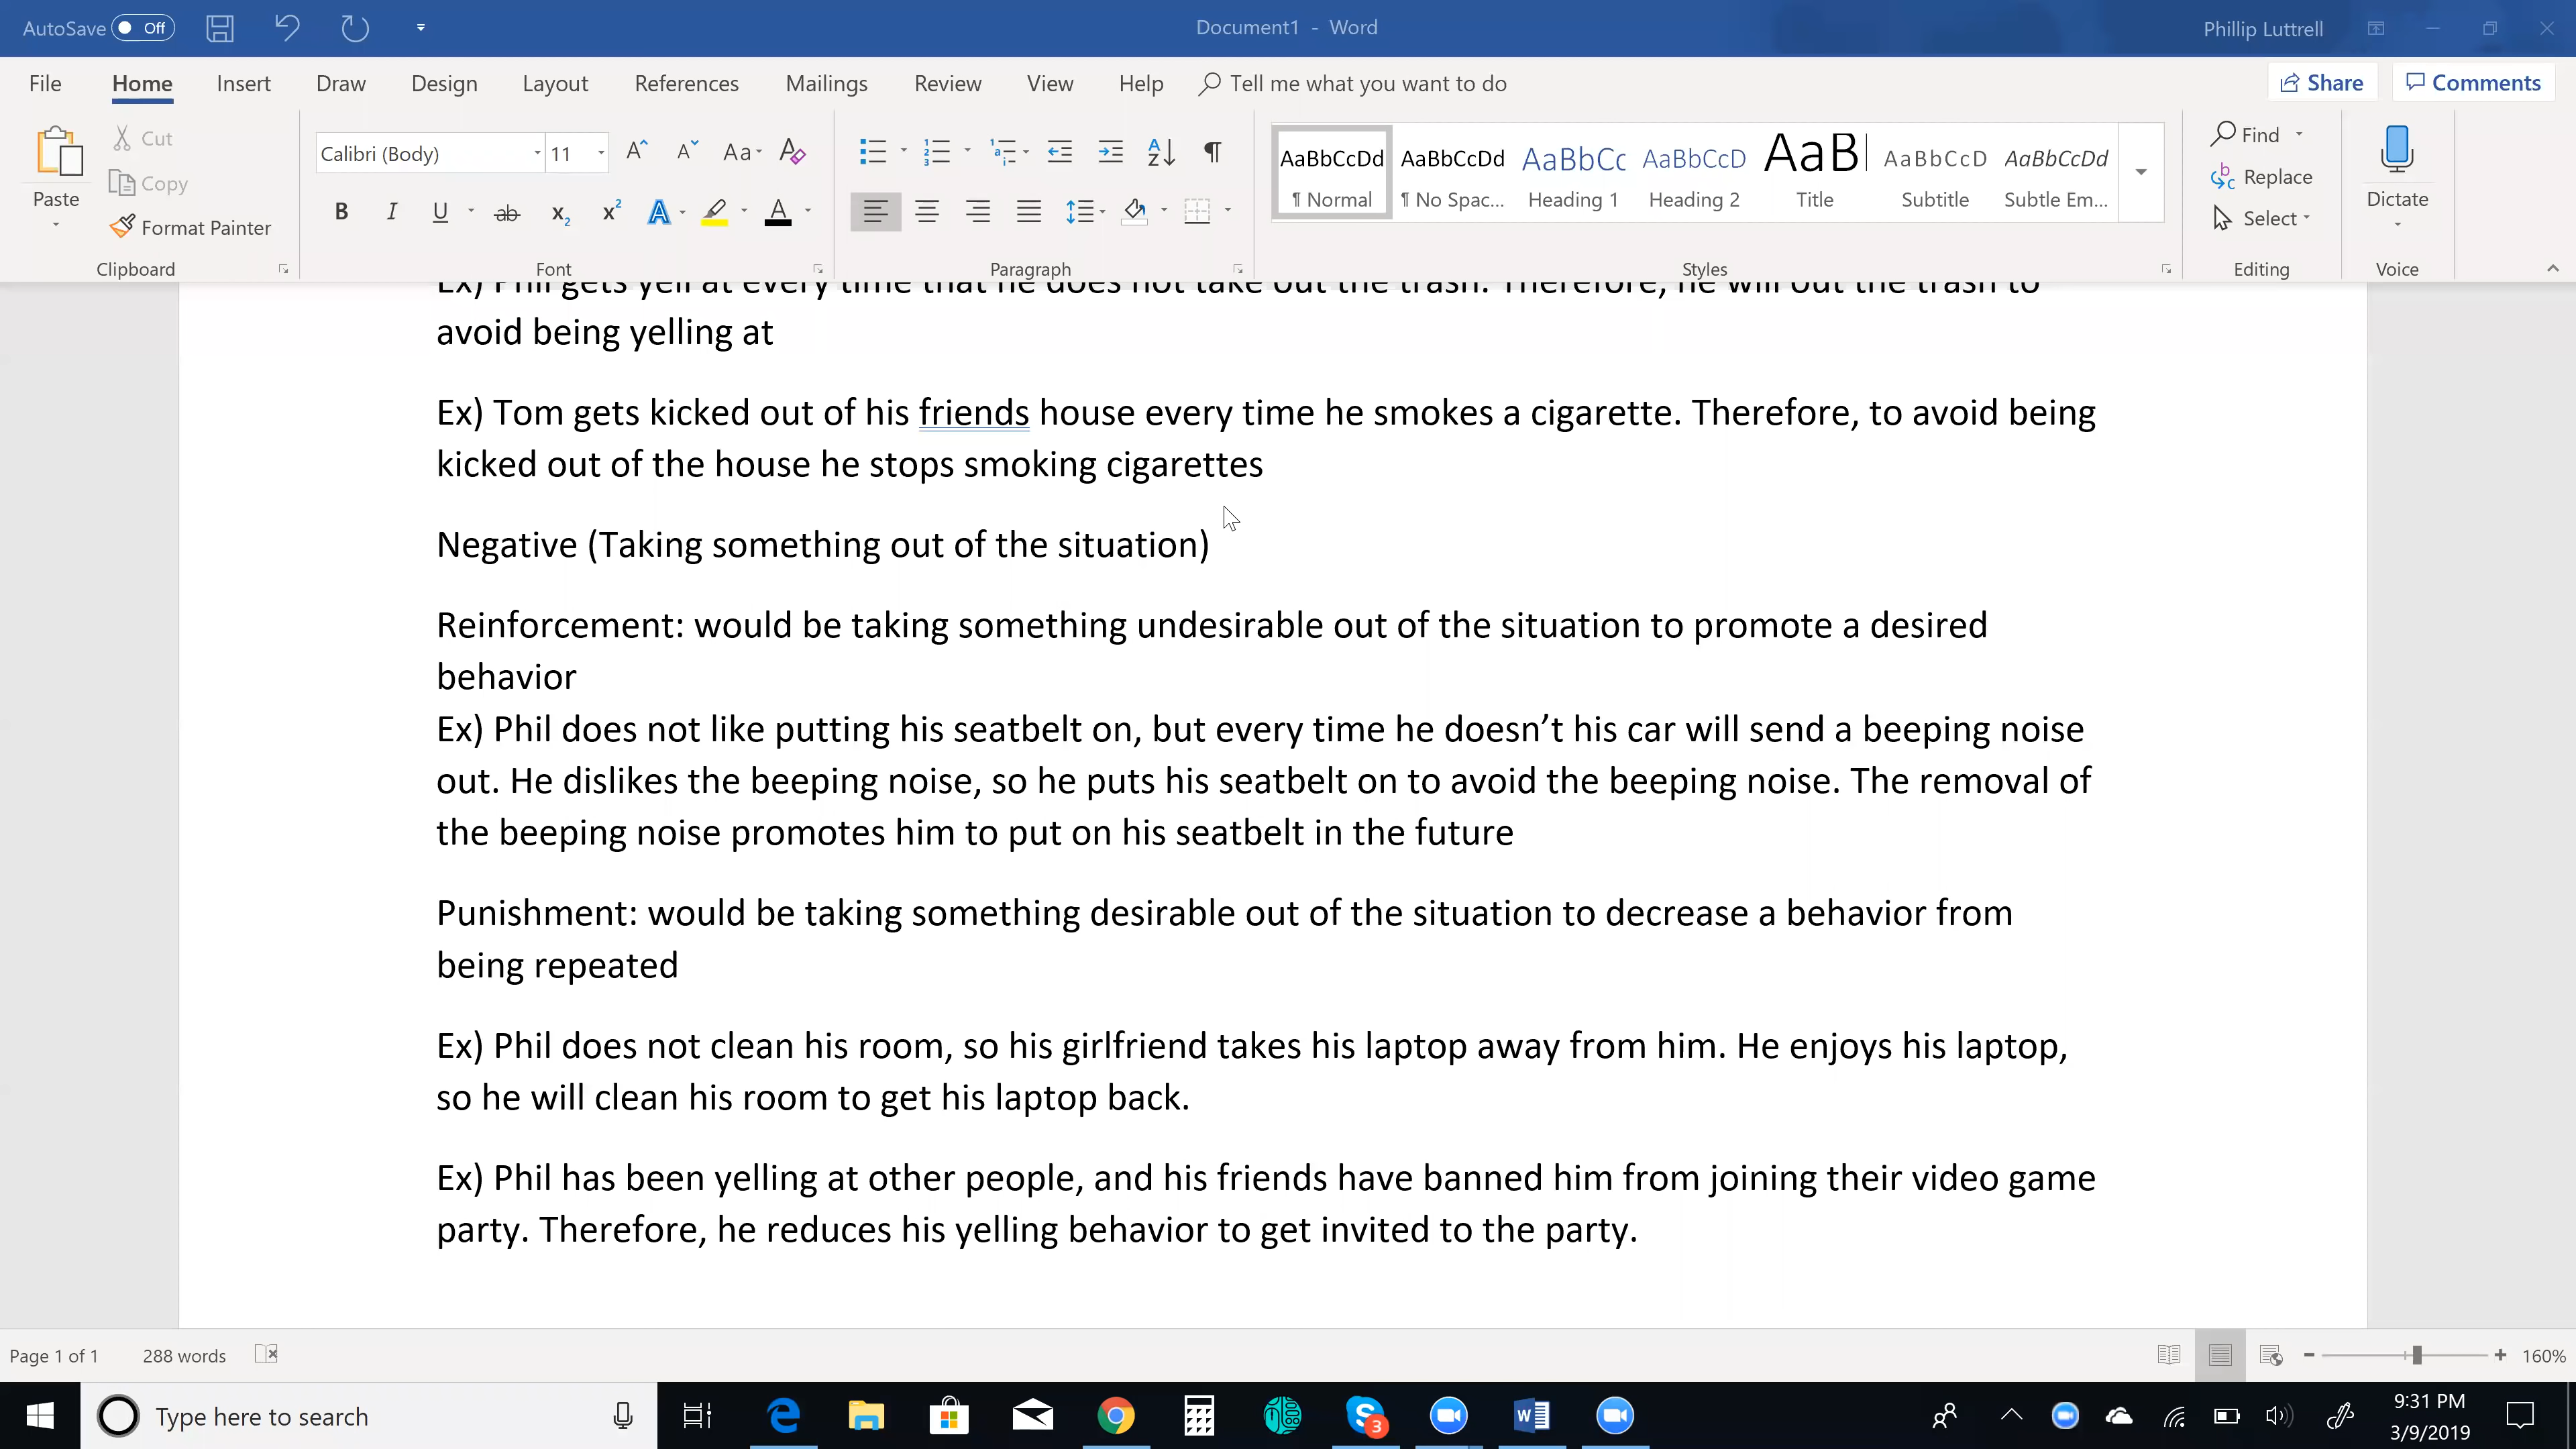 AutoSave Off Document1 - Word Phillip Luttrell
File Home Insert Draw Design Layout References Mailings Review View Help Tell me what you want to do Share Comments
Paste Cut Copy Format Painter Clipboard
Calibri (Body) 11 Font
Paragraph
AaBbCcDd AaBbCcDd AaBbCc AaBbCcD AaB AaBbCcD AaBbCcDd
¶ Normal ¶ No Spac... Heading 1 Heading 2 Title Subtitle Subtle Em...
Styles
Find Replace Select Editing
Dictate Voice
Ex) Phil gets yell at every time that he does not take out the trash. Therefore, he will out the trash to
avoid being yelling at
Ex) Tom gets kicked out of his friends house every time he smokes a cigarette. Therefore, to avoid being
kicked out of the house he stops smoking cigarettes
Negative (Taking something out of the situation)
Reinforcement: would be taking something undesirable out of the situation to promote a desired
behavior
Ex) Phil does not like putting his seatbelt on, but every time he doesn’t his car will send a beeping noise
out. He dislikes the beeping noise, so he puts his seatbelt on to avoid the beeping noise. The removal of
the beeping noise promotes him to put on his seatbelt in the future
Punishment: would be taking something desirable out of the situation to decrease a behavior from
being repeated
Ex) Phil does not clean his room, so his girlfriend takes his laptop away from him. He enjoys his laptop,
so he will clean his room to get his laptop back.
Ex) Phil has been yelling at other people, and his friends have banned him from joining their video game
party. Therefore, he reduces his yelling behavior to get invited to the party.
Page 1 of 1 288 words 160%
Type here to search 3 9:31 PM
3/9/2019